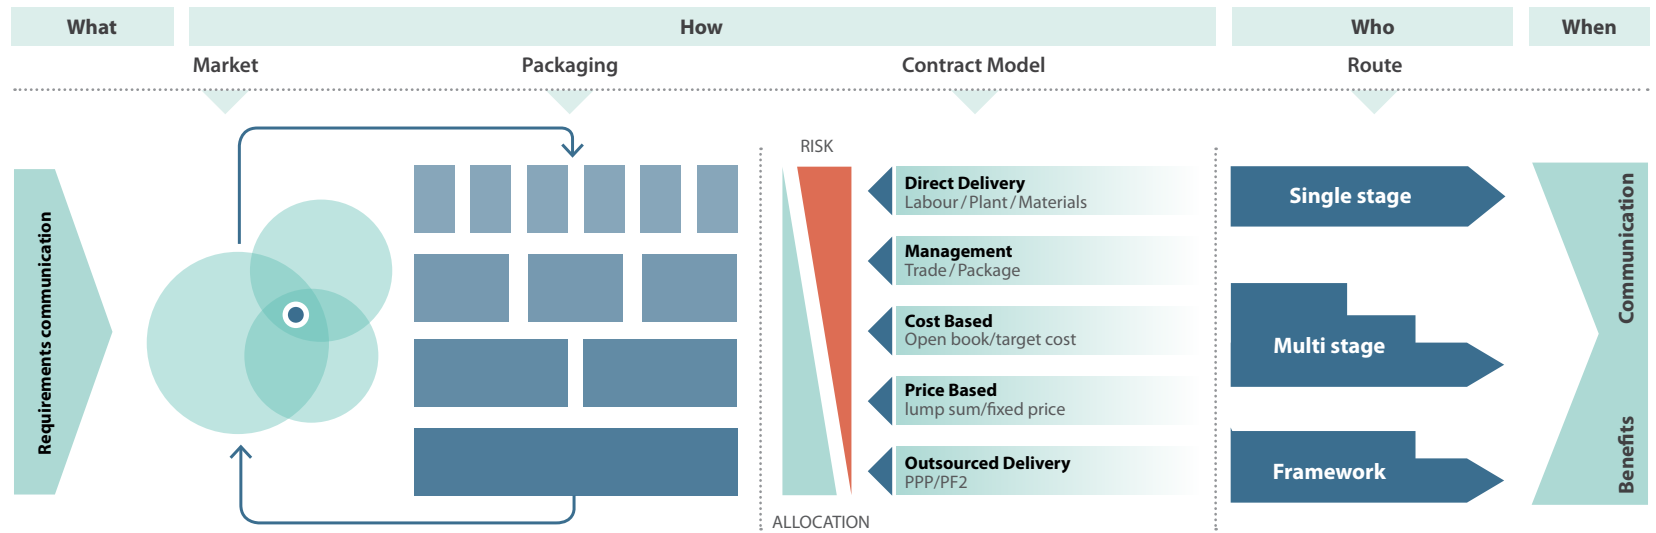 What
How
Who
When
Market
Packaging
Contract Model
Route
Requirements communication
RISK
ALLOCATION
Direct Delivery
Labour / Plant / Materials
Management
Trade / Package
Cost Based
Open book/target cost
Price Based
lump sum/fixed price
Outsourced Delivery
PPP/PF2
Single stage
Multi stage
Framework
Communication
Benefits